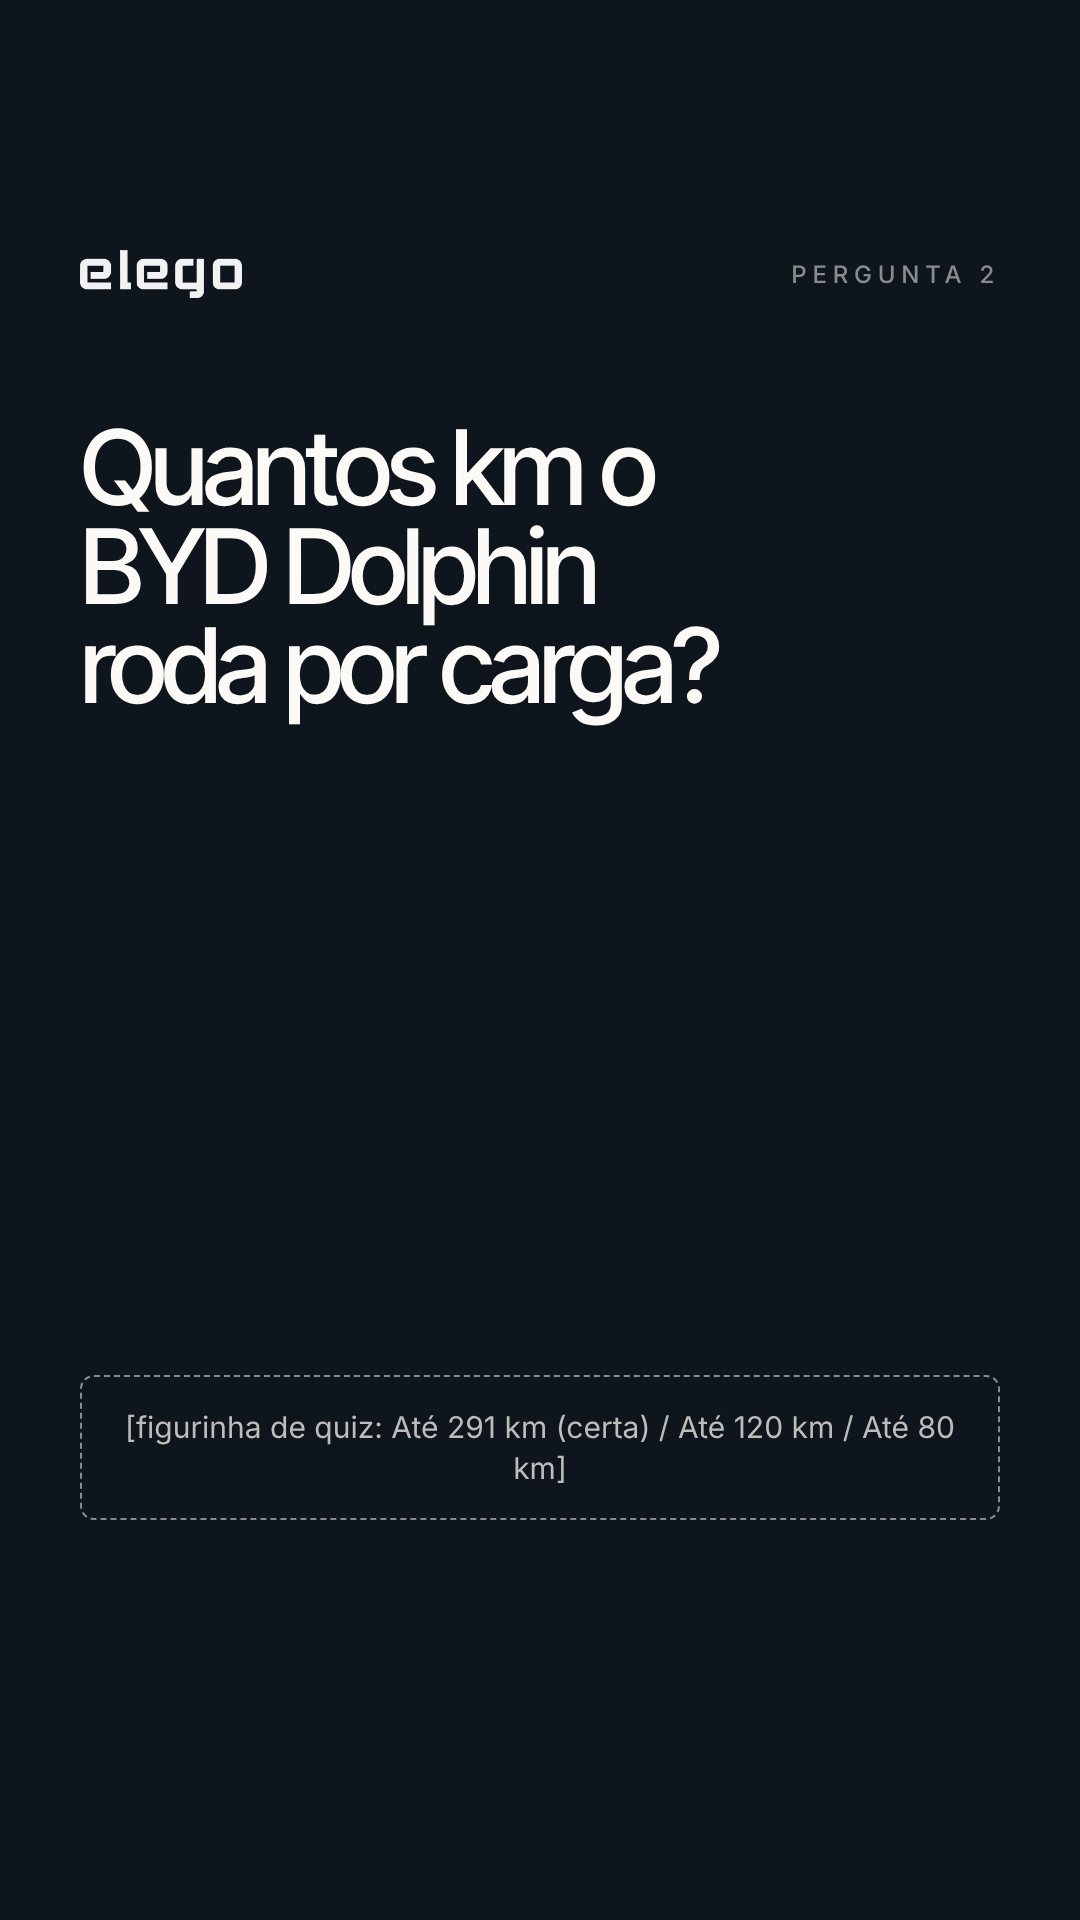 elego
PERGUNTA 2
Quantos km o
BYD Dolphin
roda por carga?
[figurinha de quiz: Até 291 km (certa) / Até 120 km / Até 80
km]